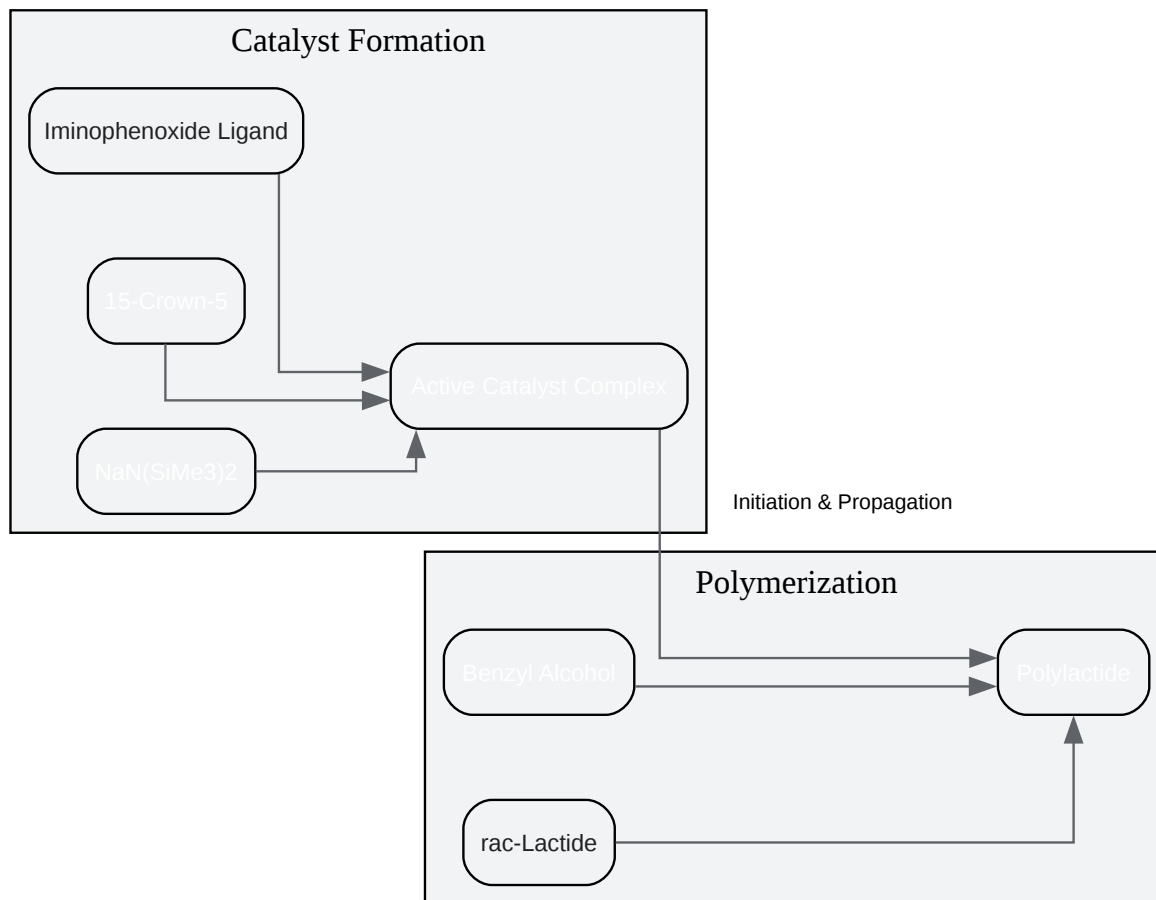 Catalyst Formation
Iminophenoxide Ligand
15-Crown-5
Active Catalyst Complex
NaN(SiMe3)2
Initiation & Propagation
Polymerization
Benzyl Alcohol
Polylactide
rac-Lactide